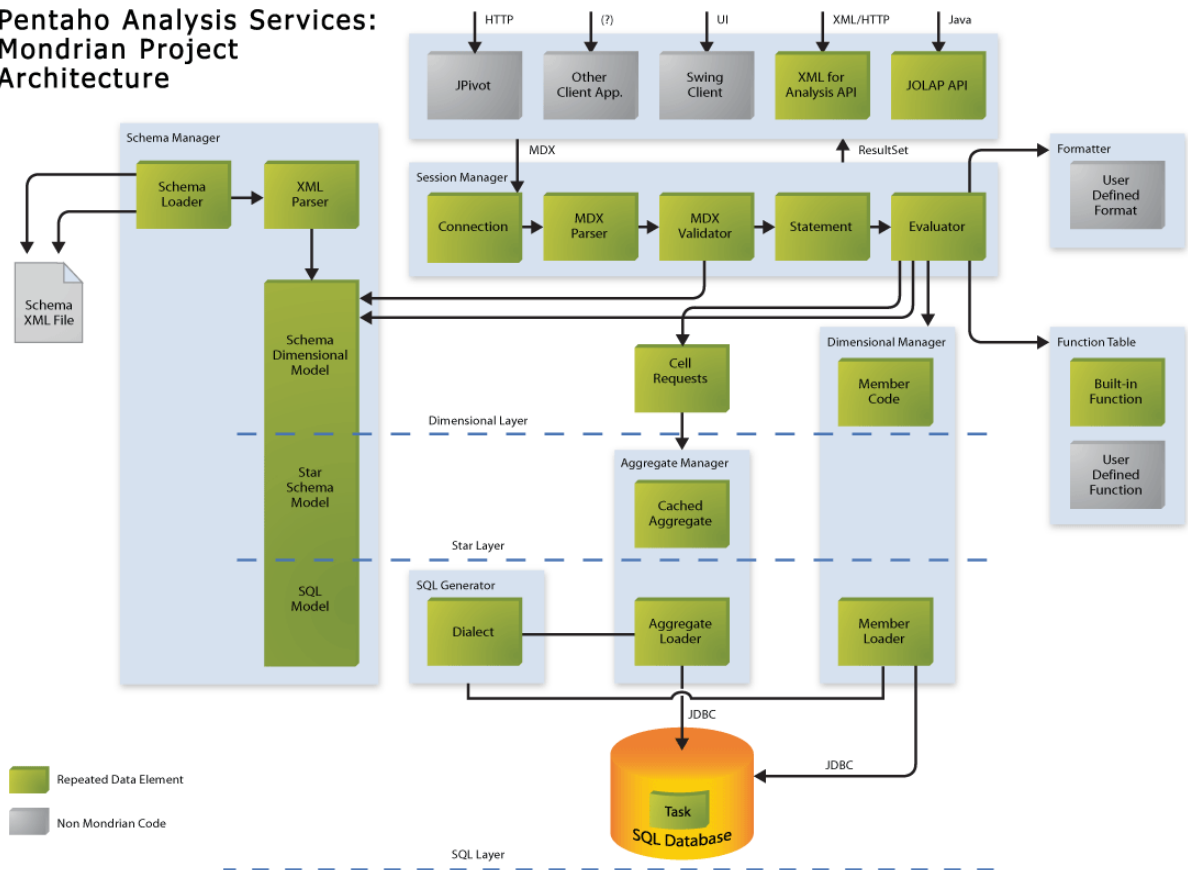 Pentaho Analysis Services:
Mondrian Project
Architecture
HTTP
(?)
UI
XML/HTTP
Java
JPivot
Other
Client App.
Swing
Client
XML for
Analysis API
JOLAP API
MDX
ResultSet
Schema Manager
Schema
Loader
XML
Parser
Schema
XML File
Schema
Dimensional
Model
Star
Schema
Model
SQL
Model
Session Manager
Connection
MDX
Parser
MDX
Validator
Statement
Evaluator
Formatter
User
Defined
Format
Cell
Requests
Dimensional Manager
Member
Code
Function Table
Built-in
Function
User
Defined
Function
Dimensional Layer
Aggregate Manager
Cached
Aggregate
Star Layer
SQL Generator
Dialect
Aggregate
Loader
Member
Loader
JDBC
JDBC
Task
SQL Database
Repeated Data Element
Non Mondrian Code
SQL Layer